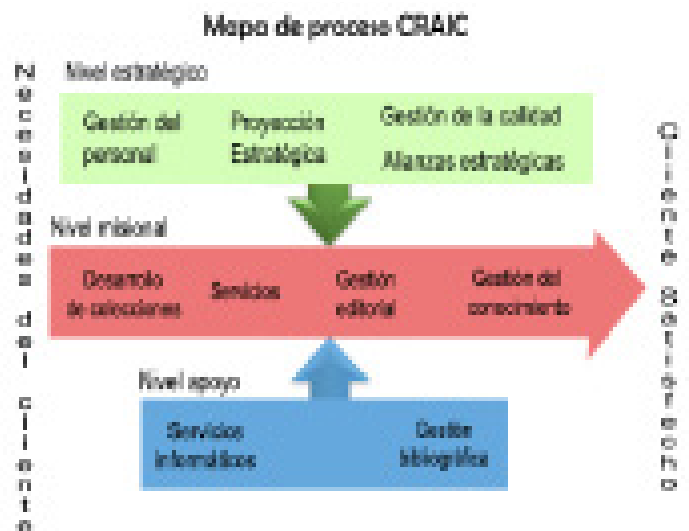 Mapa de proceso CRAIC
Necesidades del cliente
Nivel estratégico
Gestión del
personal
Proyección
Estratégica
Gestión de la calidad
Alianzas estratégicas
Nivel misional
Desarrollo
de colecciones
Servicios
Gestión
editorial
Gestión del
conocimiento
Nivel apoyo
Servicios
informáticos
Gestión
bibliográfica
Cliente satisfecho